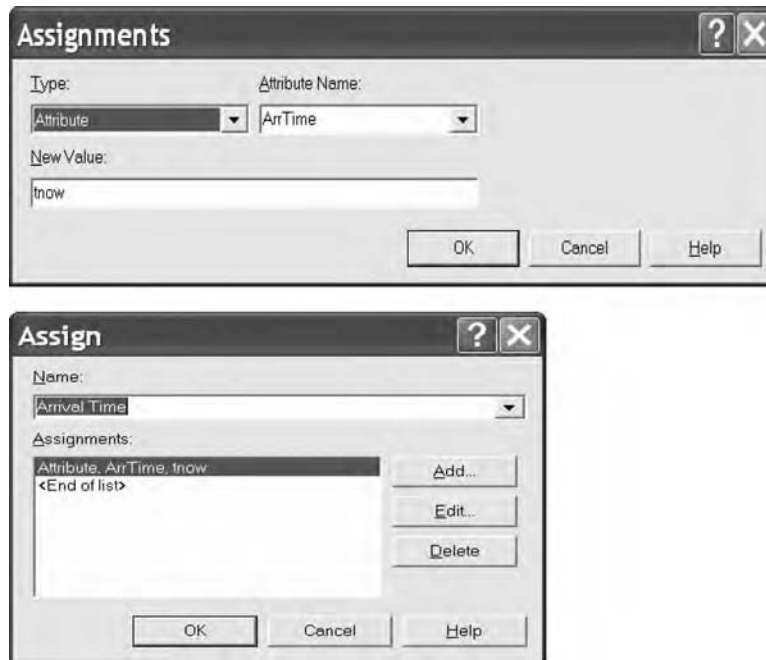 Assignments ? X
Type: Attribute Name:
Attribute ArrTime
New Value:
tnow
OK Cancel Help
Assign ? X
Name:
Arrival Time
Assignments:
Attribute, ArrTime, tnow
<End of list>
Add...
Edit...
Delete
OK Cancel Help